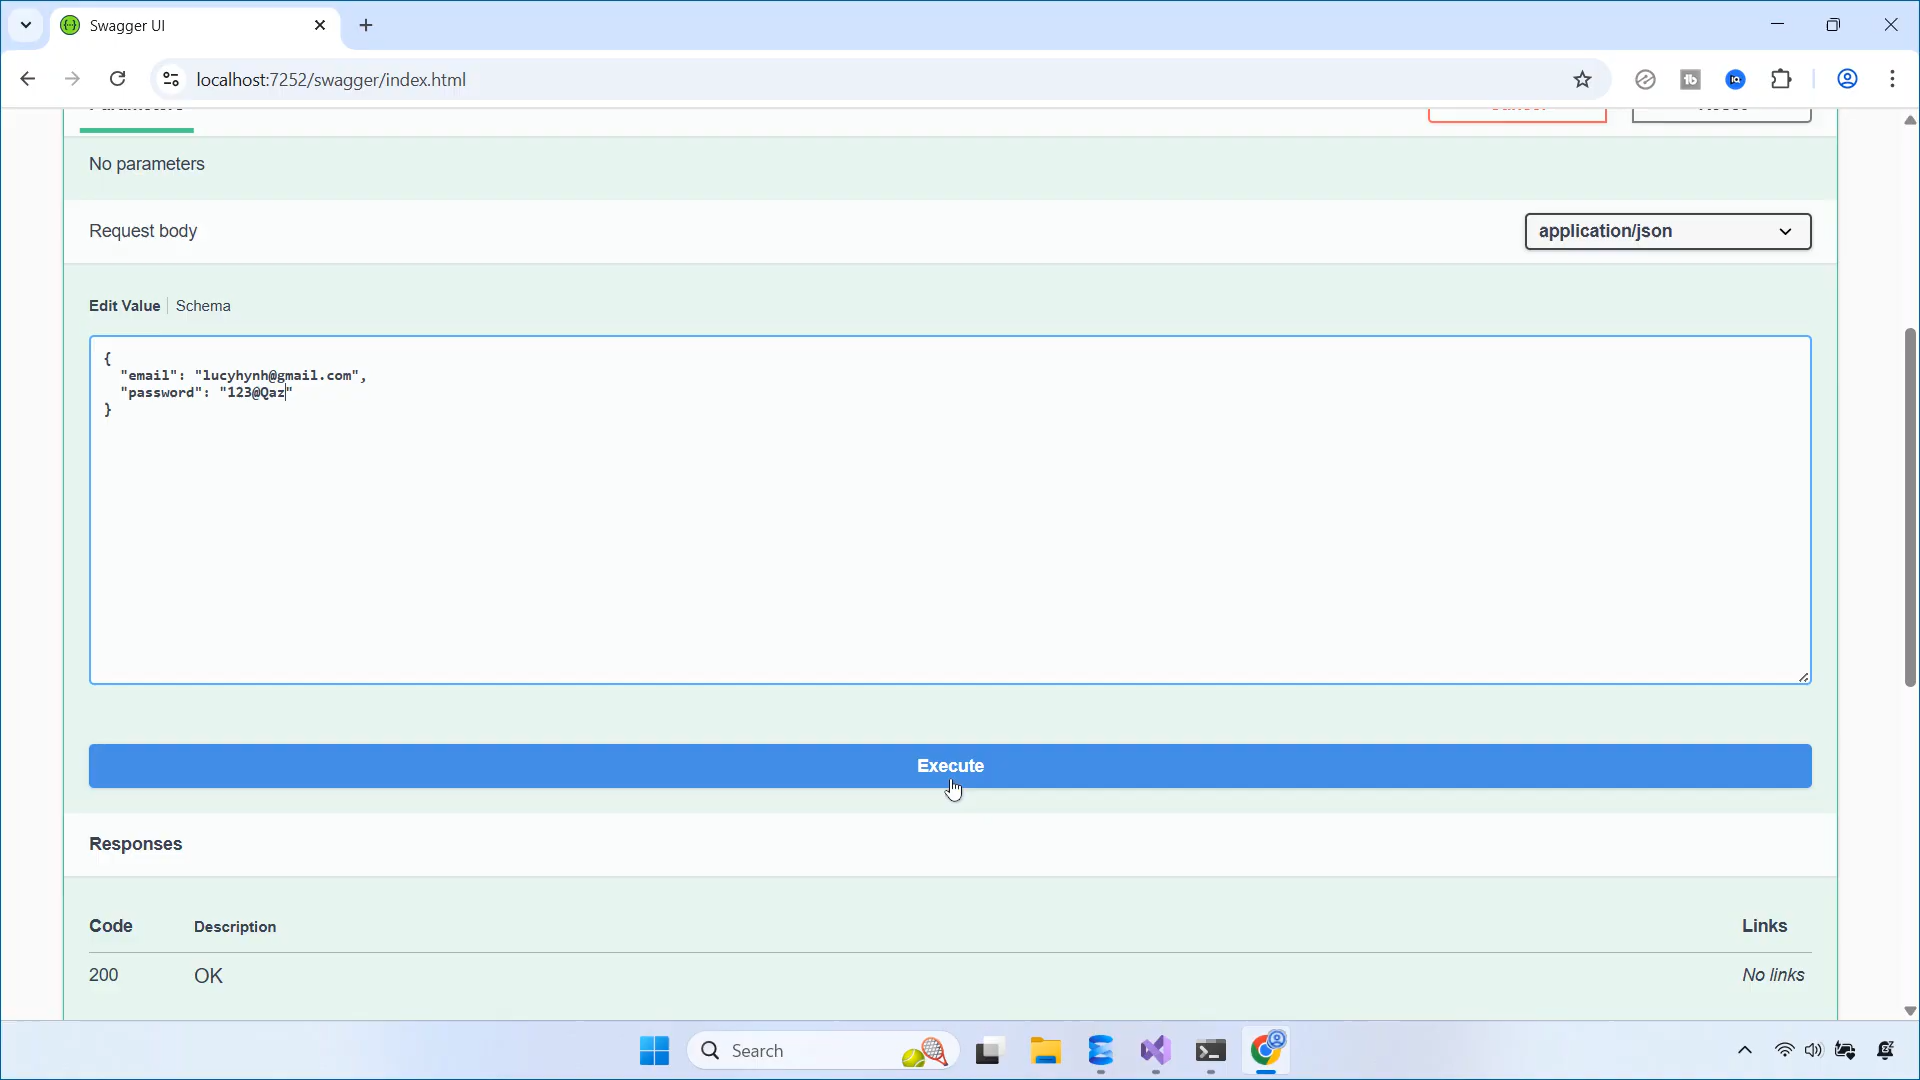 Swagger UI
localhost:7252/swagger/index.html
Parameters
No parameters
Request body
application/json
Edit Value
Schema
{
"email": "lucyhynh@gmail.com",
"password": "123@Qaz"
}
Execute
Responses
Code
Description
Links
200
OK
No links
Search